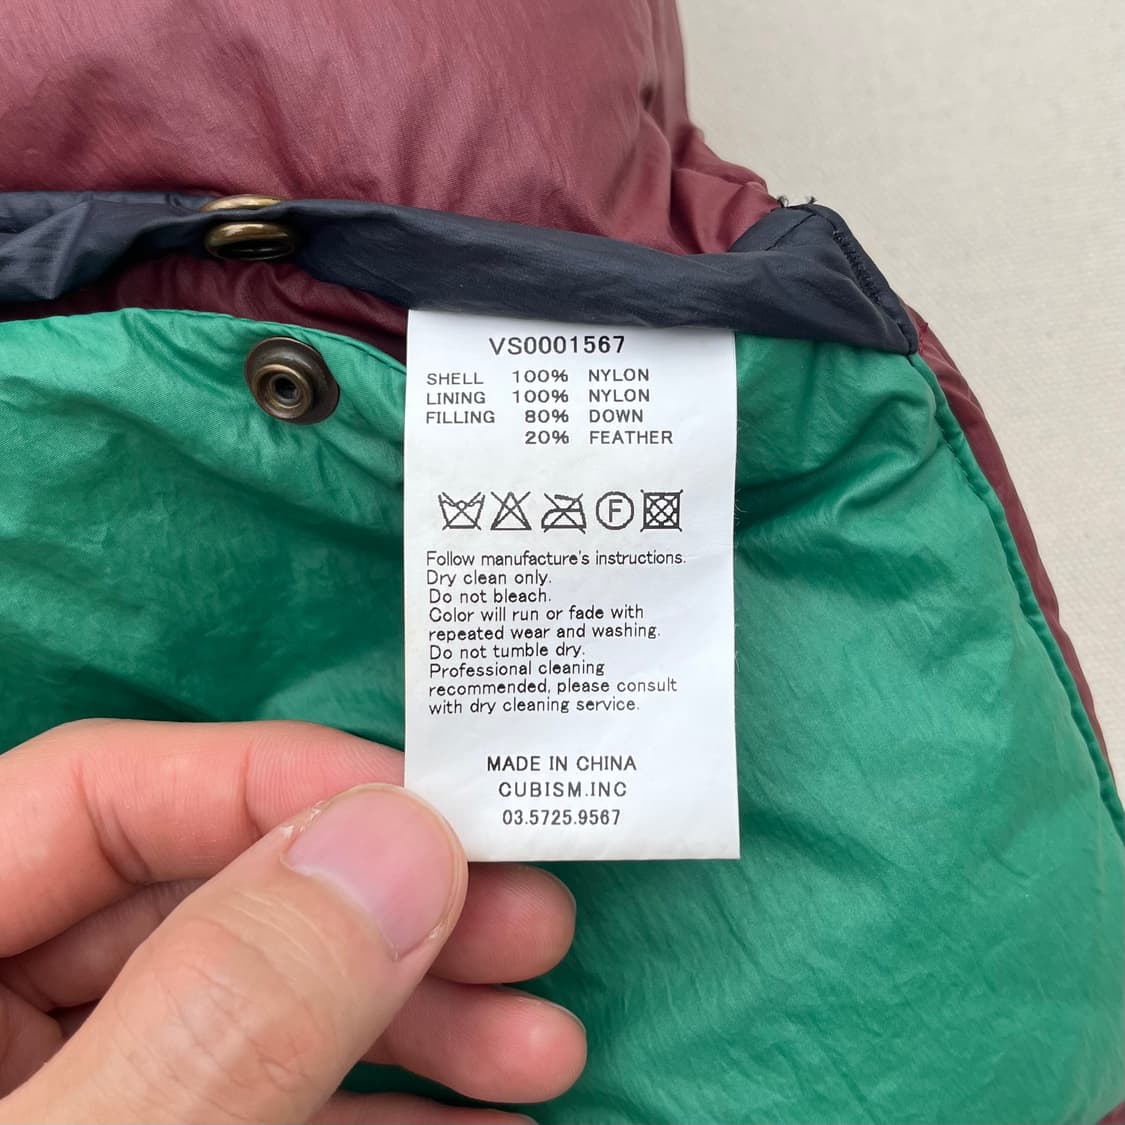 VS0001567
SHELL 100% NYLON
LINING 100% NYLON
FILLING 80% DOWN
20% FEATHER
F
Follow manufacture's instructions.
Dry clean only.
Do not bleach.
Color will run or fade with
repeated wear and washing.
Do not tumble dry.
Professional cleaning
recommended, please consult
with dry cleaning service.
MADE IN CHINA
CUBISM.INC
03.5725.9567